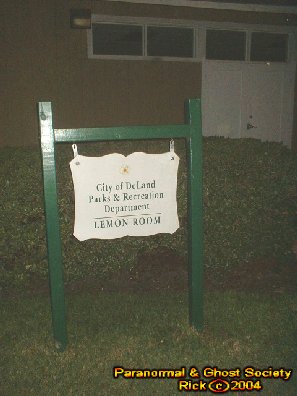 City of DeLand
Parks & Recreation
Department
LEMON ROOM
Paranormal & Ghost Society
Rick © 2004